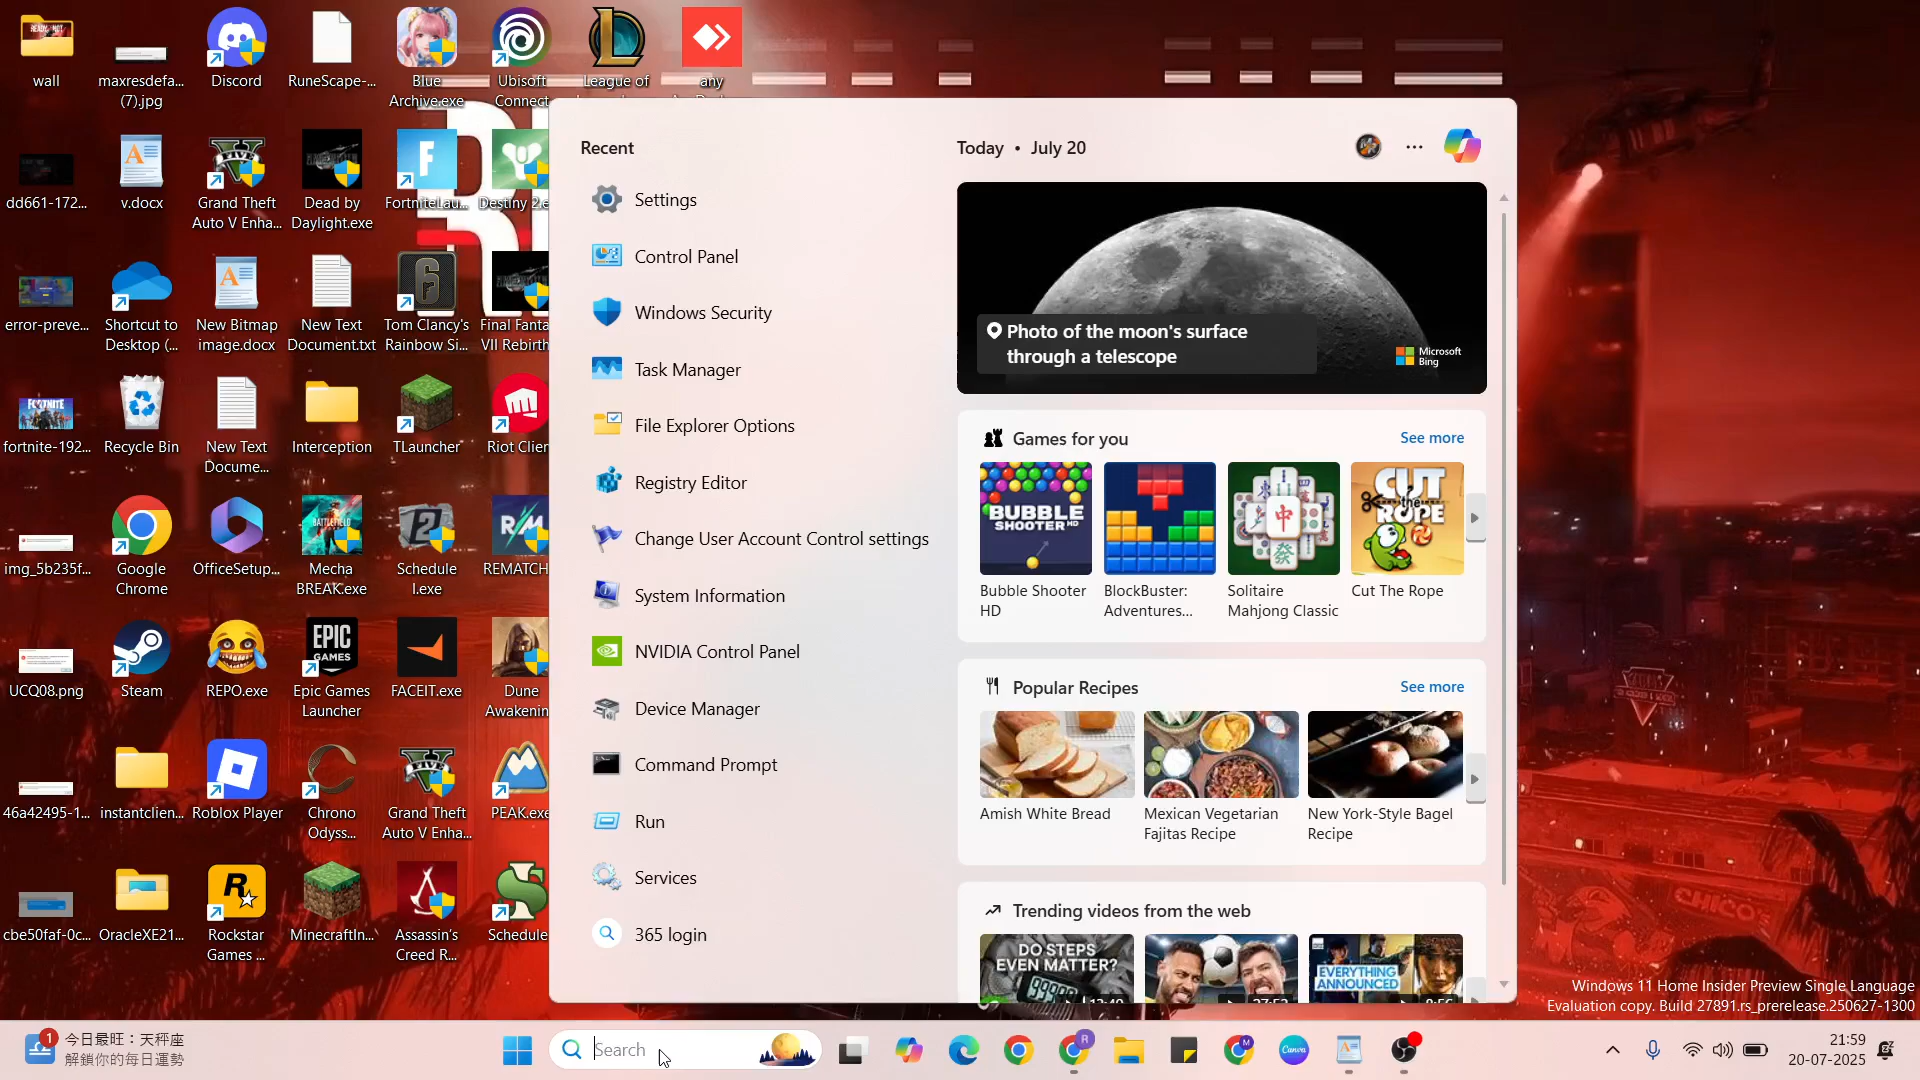 wall
maxresdefa...
(7).jpg
Discord
RuneScape-...
Blue
Archive.exe
Ubisoft
Connect
League of
any
dd661-172...
v.docx
Grand Theft
Auto V Enha...
Dead by
Daylight.exe
FortniteLau...
Destiny 2.e
error-preve...
Shortcut to
Desktop (...
New Bitmap
image.docx
New Text
Document.txt
Tom Clancy's
Rainbow Si...
Final Fanta
VII Rebirth
fortnite-192...
Recycle Bin
New Text
Docume...
Interception
TLauncher
Riot Clien
img_5b235f...
Google
Chrome
OfficeSetup...
Mecha
BREAK.exe
Schedule
I.exe
REMATCH
UCQ08.png
Steam
REPO.exe
Epic Games
Launcher
FACEIT.exe
Dune
Awakenin
46a42495-1...
instantclien...
Roblox Player
Chrono
Odyss...
Grand Theft
Auto V Enha...
PEAK.exe
cbe50faf-0c...
OracleXE21...
Rockstar
Games ...
MinecraftIn...
Assassin's
Creed R...
Schedule
Recent
Settings
Control Panel
Windows Security
Task Manager
File Explorer Options
Registry Editor
Change User Account Control settings
System Information
NVIDIA Control Panel
Device Manager
Command Prompt
Run
Services
365 login
Today • July 20
Photo of the moon's surface
through a telescope
Microsoft
Bing
Games for you
See more
BUBBLE
SHOOTER HD
CUT
the
ROPE
Bubble Shooter
HD
BlockBuster:
Adventures...
Solitaire
Mahjong Classic
Cut The Rope
Popular Recipes
See more
Amish White Bread
Mexican Vegetarian
Fajitas Recipe
New York-Style Bagel
Recipe
Trending videos from the web
DO STEPS
EVEN MATTER?
EVERYTHING
ANNOUNCED
Windows 11 Home Insider Preview Single Language
Evaluation copy. Build 27891.rs_prerelease.250627-1300
1
今日最旺：天秤座
解鎖你的每日運勢
Search
Canva
21:59
20-07-2025